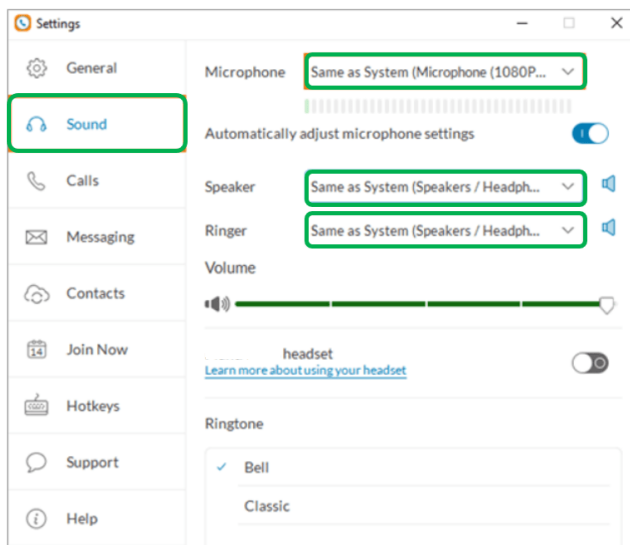 Settings
General
Sound
Calls
Messaging
Contacts
14
Join Now
Hotkeys
Support
Help
Microphone
Same as System (Microphone (1080P...
Automatically adjust microphone settings
Speaker
Same as System (Speakers / Headph...
Ringer
Same as System (Speakers / Headph...
Volume
headset
Learn more about using your headset
Ringtone
Bell
Classic